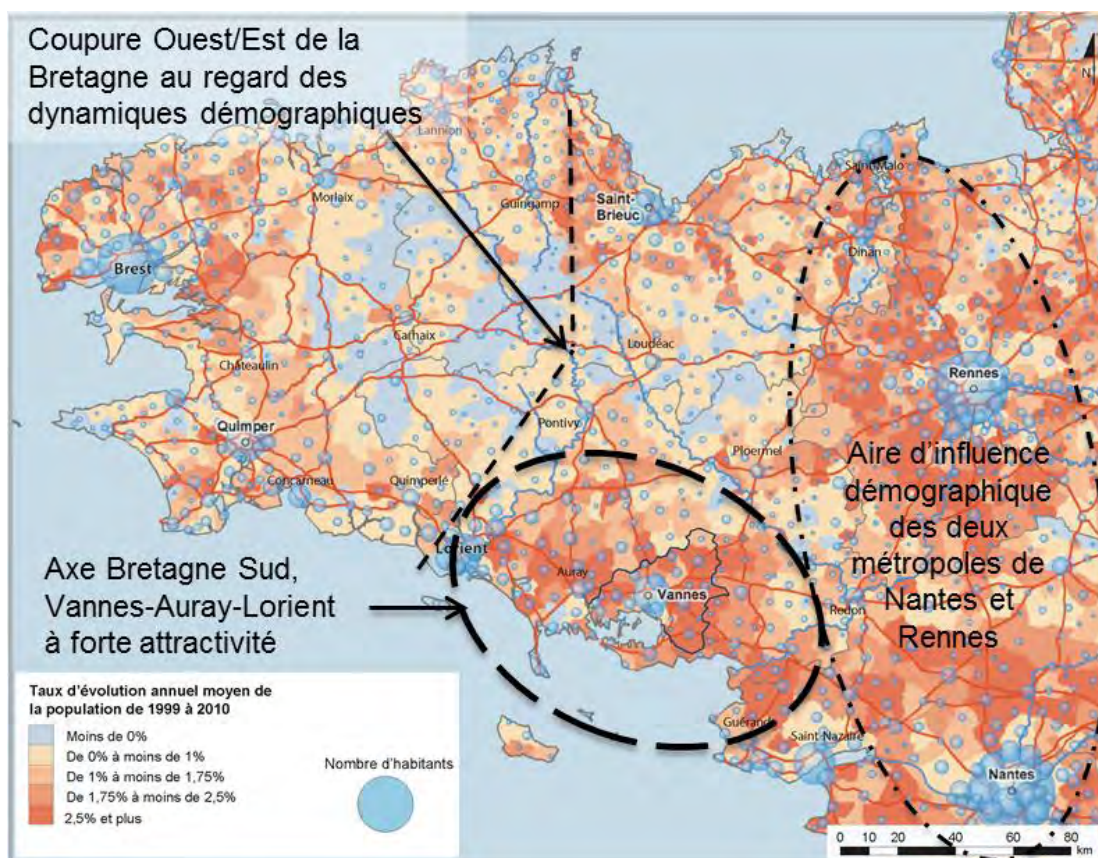 Coupure Ouest/Est de la
Bretagne au regard des
dynamiques démographiques
N
Lannion
Saint-Malo
Morlaix
Guingamp
Saint-
Brieuc
Dinan
Brest
Carhaix
Loudéac
Châteaulin
Rennes
Pontivy
Quimper
Ploermel
Aire d'influence
démographique
des deux
métropoles de
Nantes et
Rennes
Concarneau
Quimperlé
Lorient
Auray
Vannes
Redon
Axe Bretagne Sud,
Vannes-Auray-Lorient
à forte attractivité
Guérande
Saint Nazaire
Nantes
Taux d'évolution annuel moyen de
la population de 1999 à 2010
Moins de 0%
De 0% à moins de 1%
De 1% à moins de 1,75%
De 1,75% à moins de 2,5%
2,5% et plus
Nombre d'habitants
0 10 20 40 60 80
km